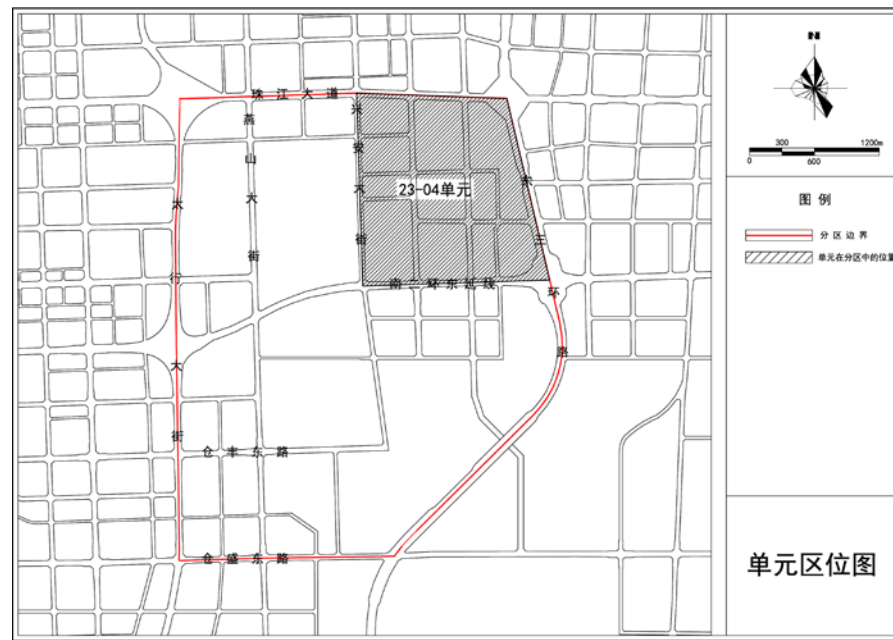 珠江大道
燕山大街
兴安大街
太行大街
23-04单元
东三环路
南二环东延线
仓丰东路
仓盛东路
N
300
1200m
0
600
图例
分区边界
单元在分区中的位置
单元区位图